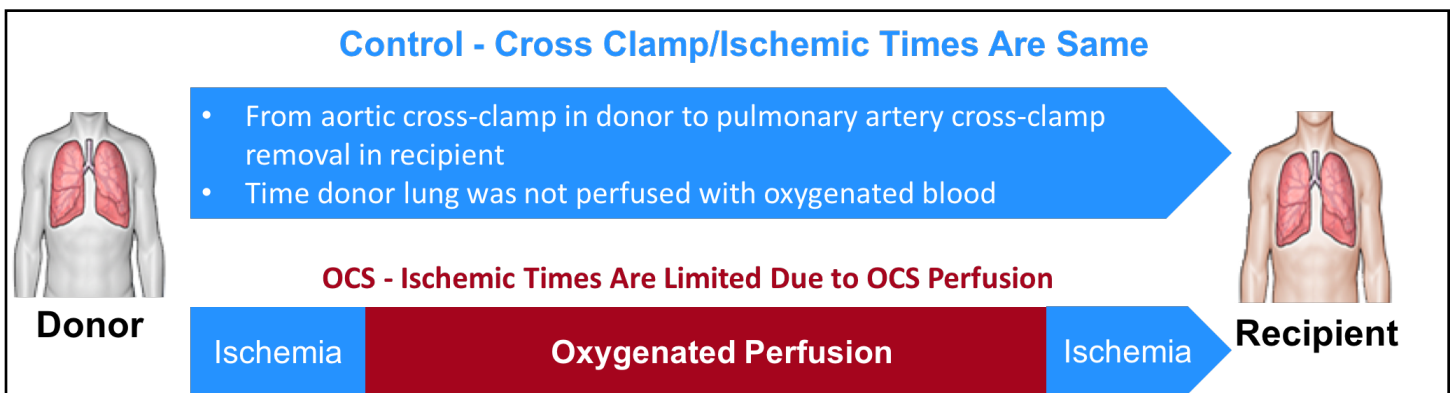 Control - Cross Clamp/Ischemic Times Are Same
• From aortic cross-clamp in donor to pulmonary artery cross-clamp
removal in recipient
• Time donor lung was not perfused with oxygenated blood
OCS - Ischemic Times Are Limited Due to OCS Perfusion
Donor
Ischemia
Oxygenated Perfusion
Ischemia
Recipient